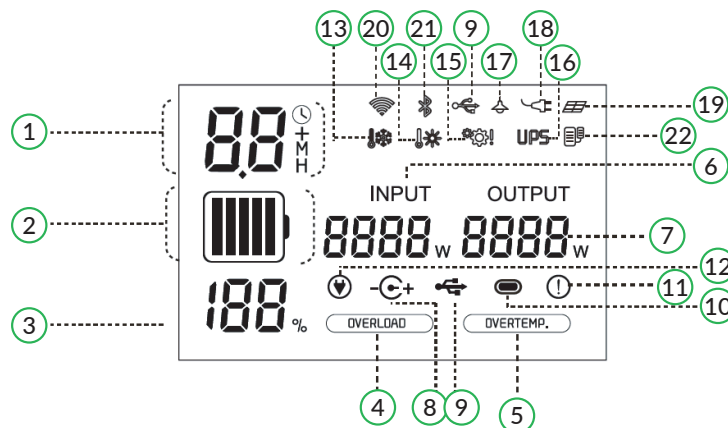 13 20 14 21 15 9 17 18 16
1 8.8 + M H UPS 19
22
6
INPUT OUTPUT
2 8888 W 8888 W 7
12
- + ! 11
10
3 188 % OVERLOAD OVERTEMP.
4 8 9 5